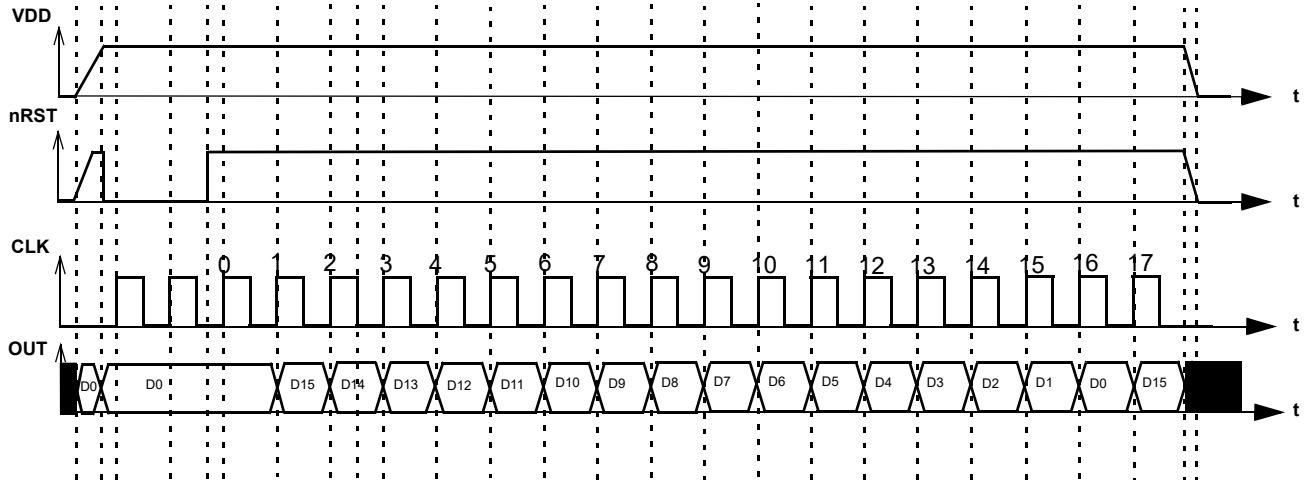 VDD
t
nRST
t
CLK
0 1 2 3 4 5 6 7 8 9 10 11 12 13 14 15 16 17
t
OUT
D0 D0 D15 D14 D13 D12 D11 D10 D9 D8 D7 D6 D5 D4 D3 D2 D1 D0 D15
t